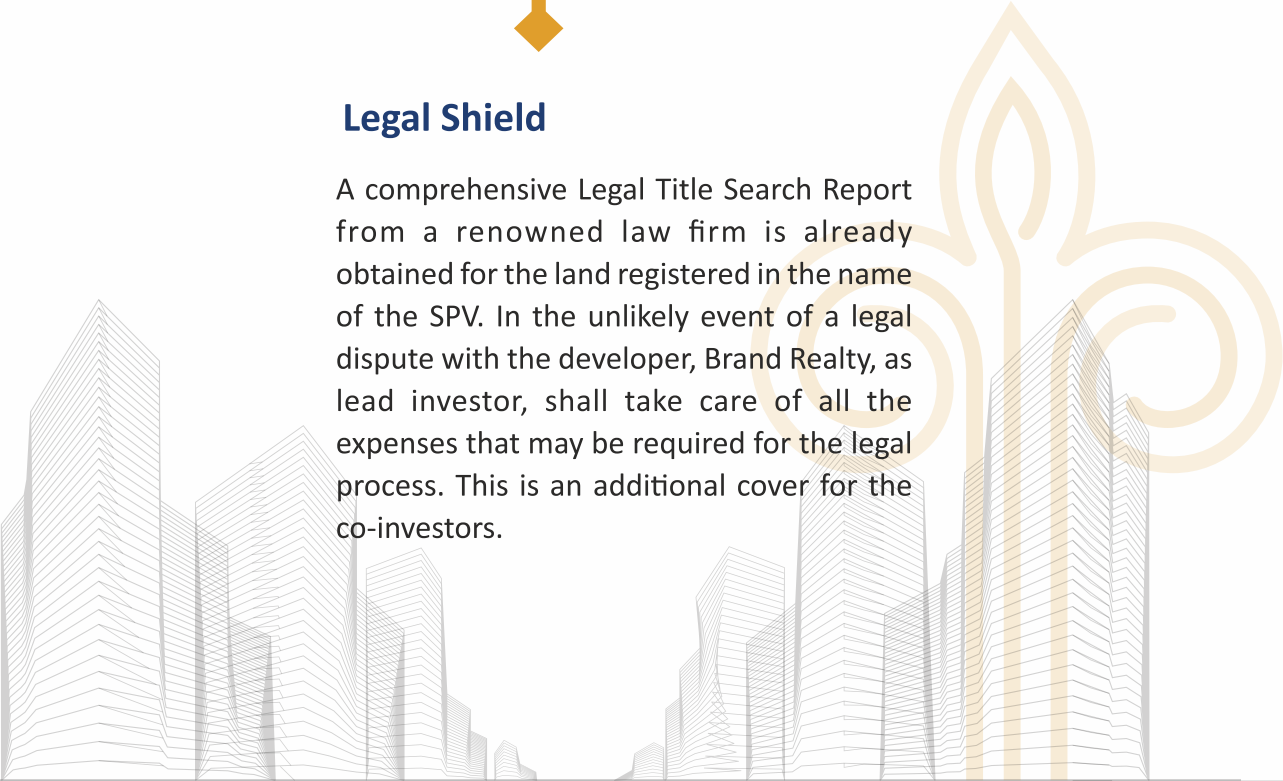 Legal Shield
A comprehensive Legal Title Search Report
from a renowned law firm is already
obtained for the land registered in the name
of the SPV. In the unlikely event of a legal
dispute with the developer, Brand Realty, as
lead investor, shall take care of all the
expenses that may be required for the legal
process. This is an additional cover for the
co-investors.